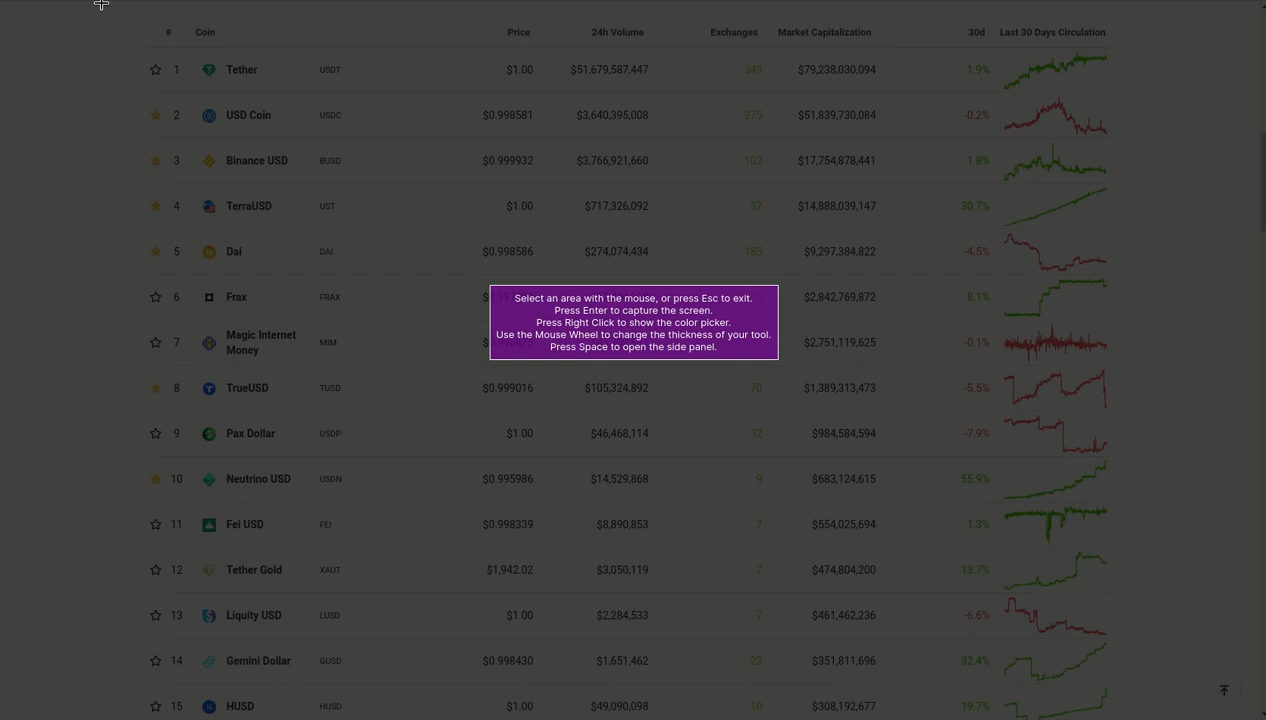 # Coin Price 24h Volume Exchanges Market Capitalization 30d Last 30 Days Circulation
1 Tether USDT $1.00 $51,679,587,447 343 $79,238,030,094 1.9%
2 USD Coin USDC $0.998581 $3,640,395,008 275 $51,839,730,084 -0.2%
3 Binance USD BUSD $0.999932 $3,766,921,660 102 $17,754,878,441 1.8%
4 TerraUSD UST $1.00 $717,326,092 37 $14,888,039,147 30.7%
5 Dai DAI $0.998586 $274,074,434 165 $9,297,384,822 -4.5%
6 Frax FRAX $2,842,769,872 8.1%
Select an area with the mouse, or press Esc to exit.
Press Enter to capture the screen.
Press Right Click to show the color picker.
Use the Mouse Wheel to change the thickness of your tool.
Press Space to open the side panel.
7 Magic Internet
Money MIM $2,751,119,625 -0.1%
8 TrueUSD TUSD $0.999016 $105,324,892 70 $1,389,313,473 -5.5%
9 Pax Dollar USDP $1.00 $46,468,114 32 $984,584,594 -7.9%
10 Neutrino USD USDN $0.995986 $14,529,868 9 $683,124,615 55.9%
11 Fei USD FEI $0.998339 $8,890,853 7 $554,025,694 1.3%
12 Tether Gold XAUT $1,942.02 $3,050,119 7 $474,804,200 13.7%
13 Liquity USD LUSD $1.00 $2,284,533 7 $461,462,236 -6.6%
14 Gemini Dollar GUSD $0.998430 $1,651,462 23 $351,811,696 32.4%
15 HUSD HUSD $1.00 $49,090,098 10 $308,192,677 19.7%